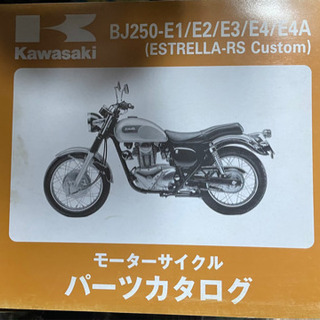 Kawasaki
BJ250-E1/E2/E3/E4/E4A
(ESTRELLA-RS Custom)
モーターサイクル
パーツカタログ